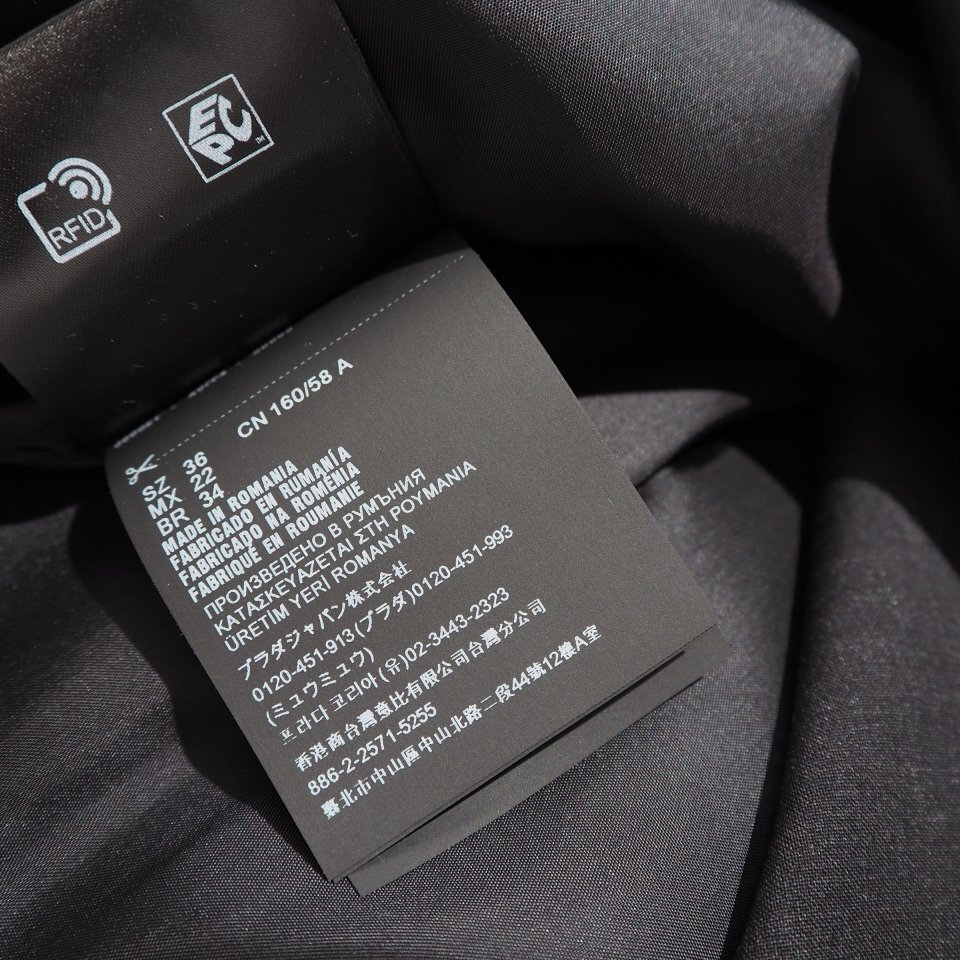 RFID
EPC™
CN 160/58 A
SZ 36
MX 22
BR 34
MADE IN ROMANIA
FABRICADO EN RUMANÍA
FABRICADO NA ROMÉNIA
FABRIQUÉ EN ROUMANIE
ПРОИЗВЕДЕНО В РУМЪНИЯ
ΚΑΤΑΣΚΕΥΑΖΕΤΑΙ ΣΤΗ ΡΟΥΜΑΝΙΑ
ÜRETİM YERİ ROMANYA
プラダジャパン株式会社
0120-451-913(プラダ)0120-451-993
(ミュウミュウ)
프라다 코리아(유)02-3443-2323
香港商台灣薈比有限公司台灣分公司
886-2-2571-5255
臺北市中山區中山北路二段44號12樓A室